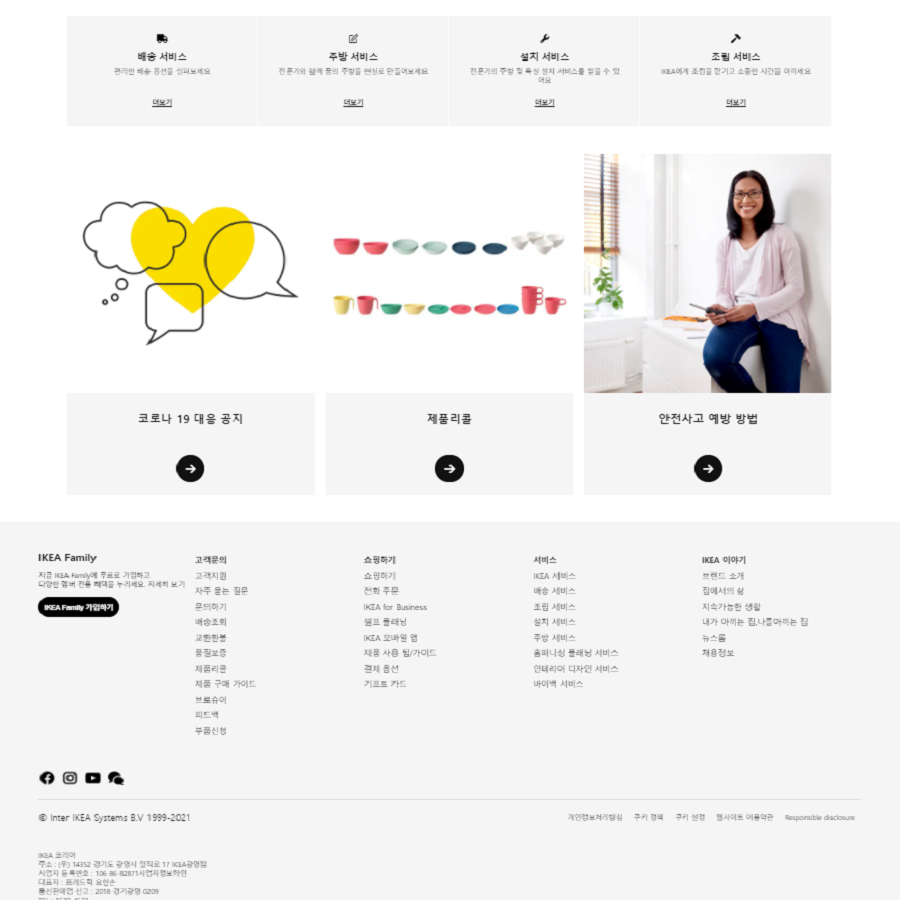 배송 서비스
편리한 배송 옵션을 살펴보세요
더보기
주방 서비스
전문가와 함께 꿈의 주방을 현실로 만들어보세요
더보기
설치 서비스
전문가의 주방 및 욕실 설치 서비스를 받을 수 있
어요
더보기
조립 서비스
IKEA에게 조립을 맡기고 소중한 시간을 아끼세요
더보기
코로나 19 대응 공지
제품리콜
안전사고 예방 방법
IKEA Family
지금 IKEA Family에 무료로 가입하고
다양한 멤버 전용 혜택을 누리세요. 자세히 보기
IKEA Family 가입하기
고객문의
고객지원
자주 묻는 질문
문의하기
배송조회
교환환불
품질보증
제품리콜
제품 구매 가이드
브로슈어
피드백
부품신청
쇼핑하기
쇼핑하기
전화 주문
IKEA for Business
셀프 플래닝
IKEA 모바일 앱
제품 사용 팁/가이드
결제 옵션
기프트 카드
서비스
IKEA 서비스
배송 서비스
조립 서비스
설치 서비스
주방 서비스
홈퍼니싱 플래닝 서비스
인테리어 디자인 서비스
바이백 서비스
IKEA 이야기
브랜드 소개
집에서의 삶
지속가능한 생활
내가 아끼는 집,나를아끼는 집
뉴스룸
채용정보
© Inter IKEA Systems B.V 1999-2021
개인정보처리방침 쿠키 정책 쿠키 설정 웹사이트 이용약관 Responsible disclosure
IKEA 코리아
주소 : (우) 14352 경기도 광명시 일직로 17 IKEA광명점
사업자 등록번호 : 106-86-82871사업자정보확인
대표자 : 프레드릭 요한손
통신판매업 신고 : 2018-경기광명-0209